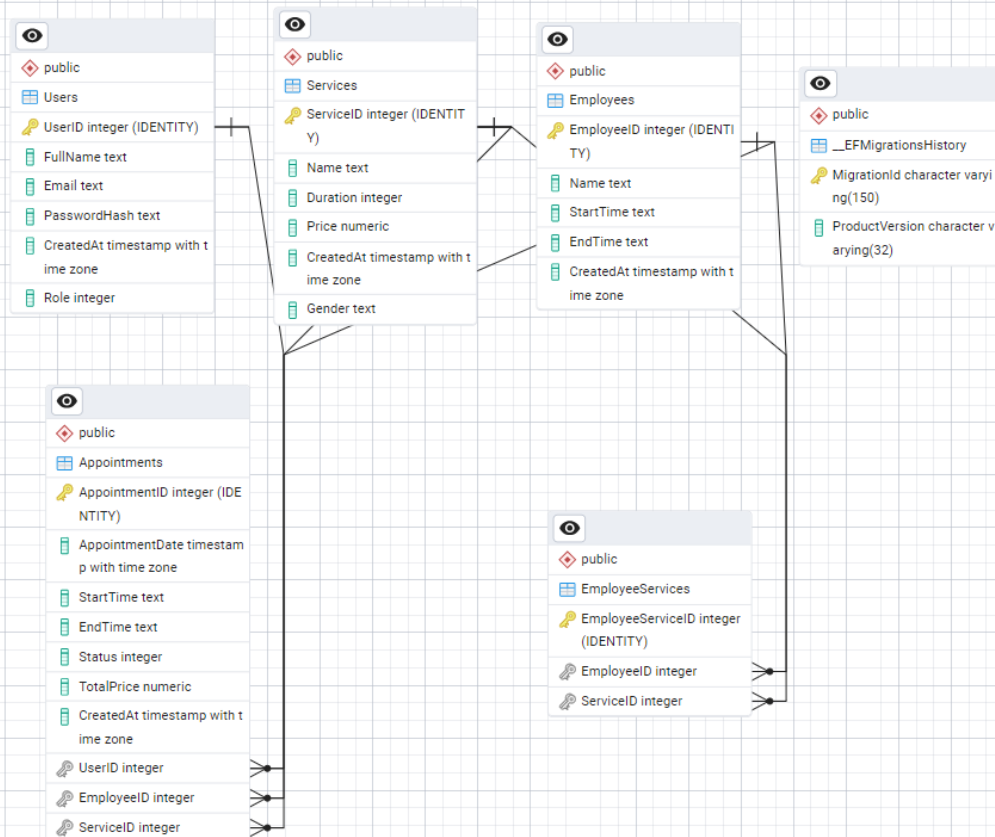 public
Users
UserID integer (IDENTITY)
FullName text
Email text
PasswordHash text
CreatedAt timestamp with t
ime zone
Role integer
public
Services
ServiceID integer (IDENTIT
Y)
Name text
Duration integer
Price numeric
CreatedAt timestamp with t
ime zone
Gender text
public
Employees
EmployeeID integer (IDENTI
TY)
Name text
StartTime text
EndTime text
CreatedAt timestamp with t
ime zone
public
__EFMigrationsHistory
MigrationId character varyi
ng(150)
ProductVersion character v
arying(32)
public
Appointments
AppointmentID integer (IDE
NTITY)
AppointmentDate timestam
p with time zone
StartTime text
EndTime text
Status integer
TotalPrice numeric
CreatedAt timestamp with t
ime zone
UserID integer
EmployeeID integer
ServiceID integer
public
EmployeeServices
EmployeeServiceID integer
(IDENTITY)
EmployeeID integer
ServiceID integer